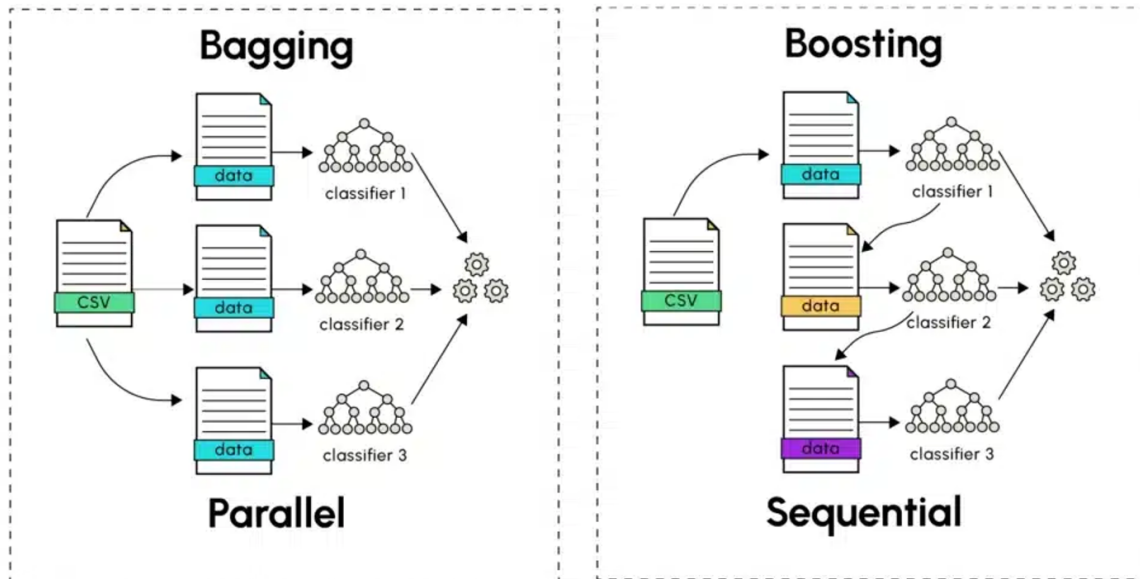 Bagging
data
classifier 1
CSV
data
classifier 2
data
classifier 3
Parallel
Boosting
data
classifier 1
CSV
data
classifier 2
data
classifier 3
Sequential